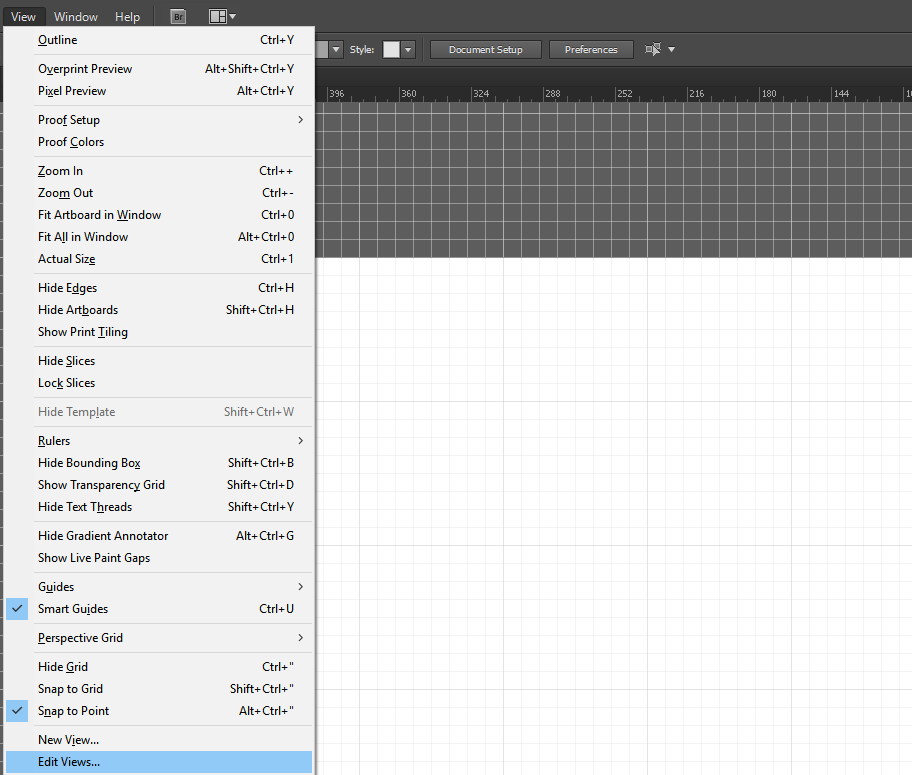 View Window Help Br
Style: Document Setup Preferences
396 360 324 288 252 216 180 144
Outline Ctrl+Y
Overprint Preview Alt+Shift+Ctrl+Y
Pixel Preview Alt+Ctrl+Y
Proof Setup
Proof Colors
Zoom In Ctrl++
Zoom Out Ctrl+-
Fit Artboard in Window Ctrl+0
Fit All in Window Alt+Ctrl+0
Actual Size Ctrl+1
Hide Edges Ctrl+H
Hide Artboards Shift+Ctrl+H
Show Print Tiling
Hide Slices
Lock Slices
Hide Template Shift+Ctrl+W
Rulers
Hide Bounding Box Shift+Ctrl+B
Show Transparency Grid Shift+Ctrl+D
Hide Text Threads Shift+Ctrl+Y
Hide Gradient Annotator Alt+Ctrl+G
Show Live Paint Gaps
Guides
Smart Guides Ctrl+U
Perspective Grid
Hide Grid Ctrl+"
Snap to Grid Shift+Ctrl+"
Snap to Point Alt+Ctrl+"
New View...
Edit Views...